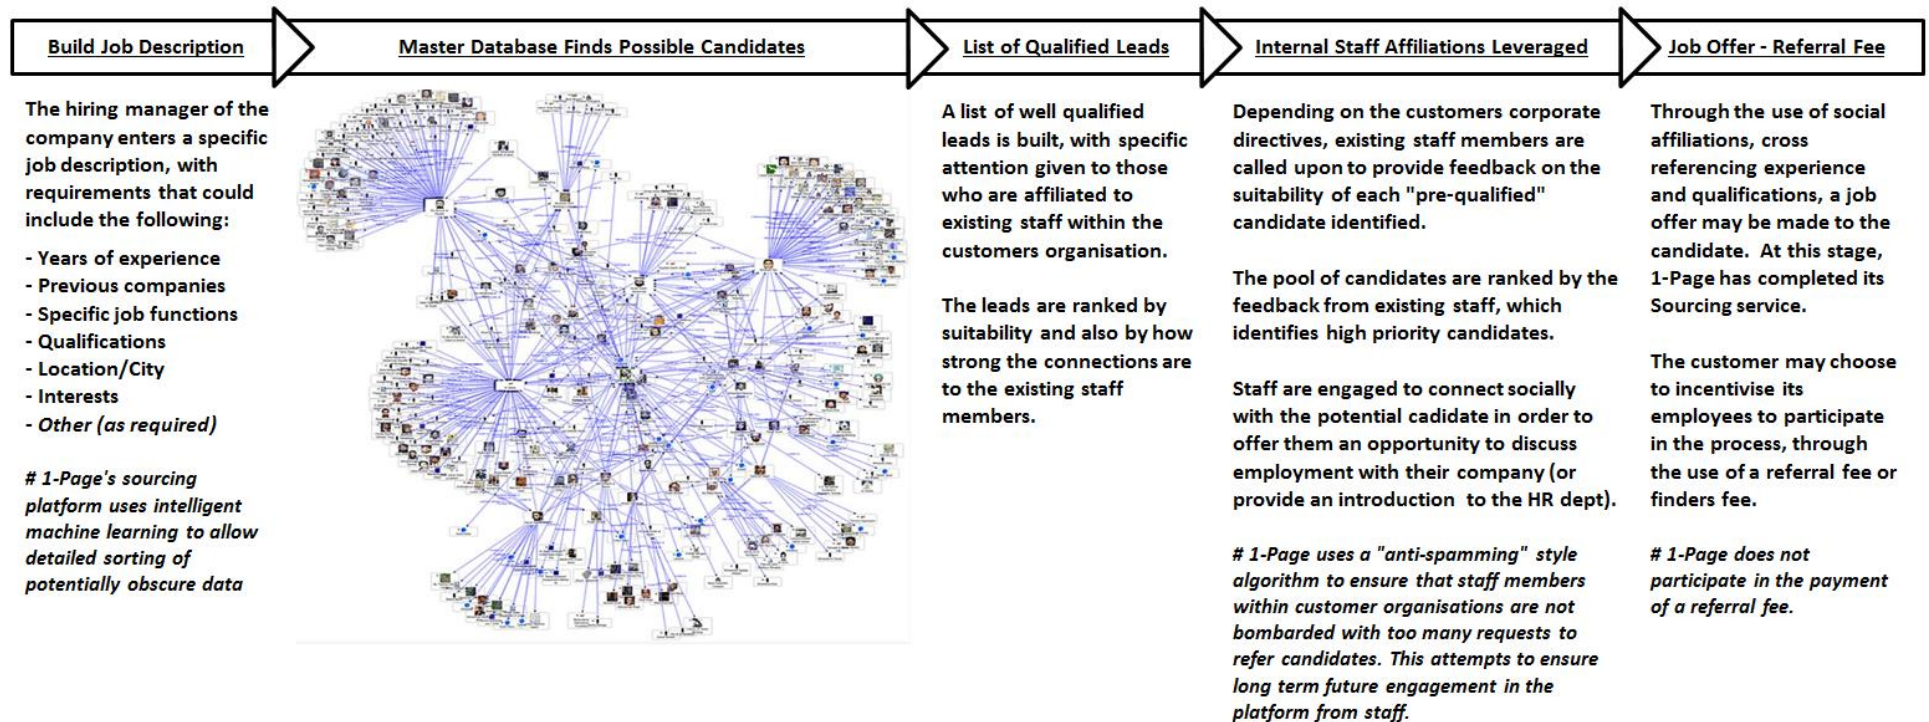 Build Job Description
Master Database Finds Possible Candidates
List of Qualified Leads
Internal Staff Affiliations Leveraged
Job Offer - Referral Fee
The hiring manager of the
company enters a specific
job description, with
requirements that could
include the following:
- Years of experience
- Previous companies
- Specific job functions
- Qualifications
- Location/City
- Interests
- Other (as required)
# 1-Page's sourcing
platform uses intelligent
machine learning to allow
detailed sorting of
potentially obscure data
A list of well qualified
leads is built, with specific
attention given to those
who are affiliated to
existing staff within the
customers organisation.
The leads are ranked by
suitability and also by how
strong the connections are
to the existing staff
members.
Depending on the customers corporate
directives, existing staff members are
called upon to provide feedback on the
suitability of each "pre-qualified"
candidate identified.
The pool of candidates are ranked by the
feedback from existing staff, which
identifies high priority candidates.
Staff are engaged to connect socially
with the potential cadidate in order to
offer them an opportunity to discuss
employment with their company (or
provide an introduction to the HR dept).
# 1-Page uses a "anti-spamming" style
algorithm to ensure that staff members
within customer organisations are not
bombarded with too many requests to
refer candidates. This attempts to ensure
long term future engagement in the
platform from staff.
Through the use of social
affiliations, cross
referencing experience
and qualifications, a job
offer may be made to the
candidate. At this stage,
1-Page has completed its
Sourcing service.
The customer may choose
to incentivise its
employees to participate
in the process, through
the use of a referral fee or
finders fee.
# 1-Page does not
participate in the payment
of a referral fee.